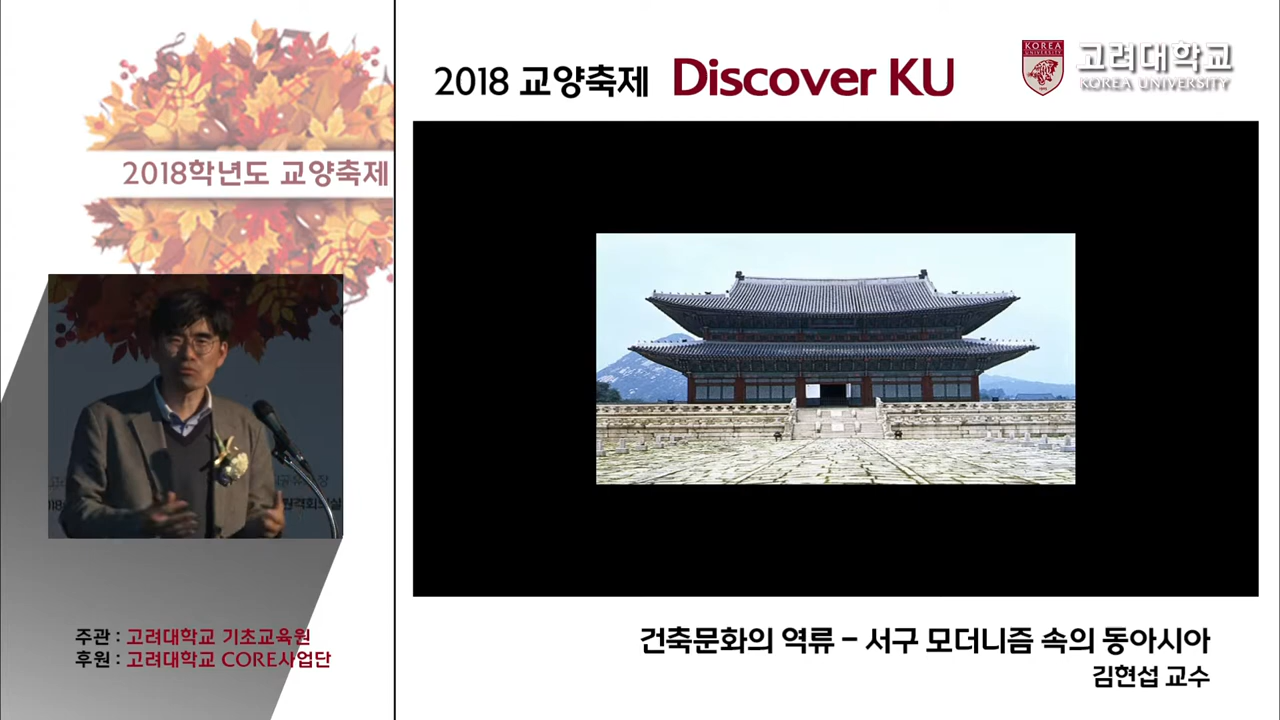 2018 교양축제 Discover KU
KOREA
UNIVERSITY
고려대학교
KOREA UNIVERSITY
2018학년도 교양축제
주관 : 고려대학교 기초교육원
후원 : 고려대학교 CORE사업단
건축문화의 역류 – 서구 모더니즘 속의 동아시아
김현섭 교수